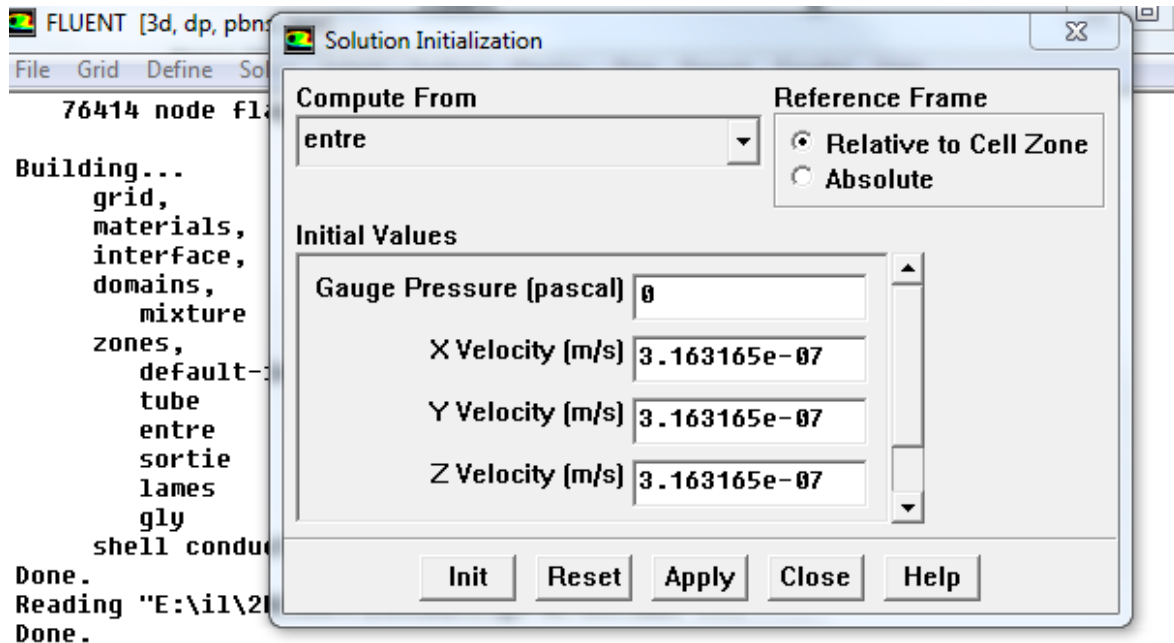 FLUENT [3d, dp, pbns
File Grid Define Sol
76414 node fla
Building...
grid,
materials,
interface,
domains,
mixture
zones,
default-i
tube
entre
sortie
lames
gly
shell conduc
Done.
Reading "E:\il\2
Done.
Solution Initialization
Compute From
entre
Reference Frame
Relative to Cell Zone
Absolute
Initial Values
Gauge Pressure (pascal) 0
X Velocity (m/s) 3.163165e-07
Y Velocity (m/s) 3.163165e-07
Z Velocity (m/s) 3.163165e-07
Init Reset Apply Close Help